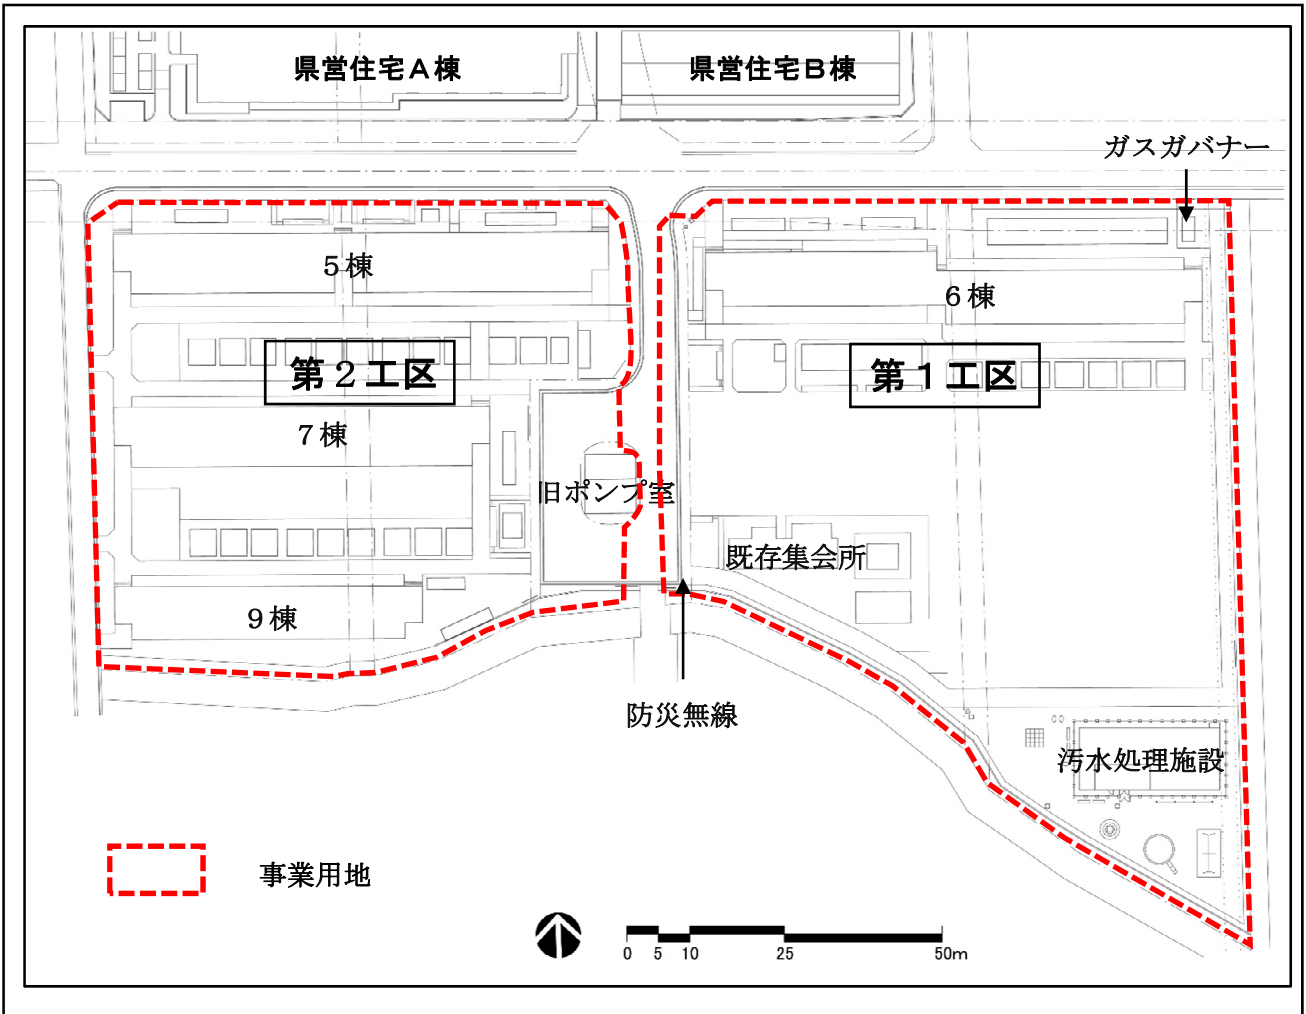 県営住宅A棟
県営住宅B棟
ガスガバナー
5棟
6棟
第2工区
第1工区
7棟
旧ポンプ室
既存集会所
9棟
防災無線
汚水処理施設
事業用地
0 5 10 25 50m